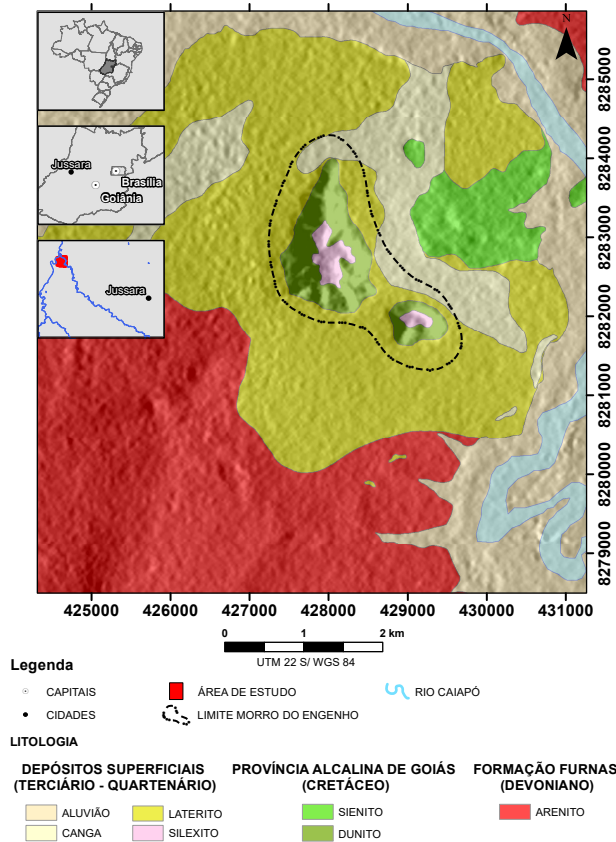 N
Jussara
Brasília
Goiânia
Jussara
8285000
8284000
8283000
8282000
8281000
8280000
8279000
425000 426000 427000 428000 429000 430000 431000
0 1 2 km
UTM 22 S/ WGS 84
Legenda
CAPITAIS ÁREA DE ESTUDO RIO CAIAPÓ
CIDADES LIMITE MORRO DO ENGENHO
LITOLOGIA
DEPÓSITOS SUPERFICIAIS PROVÍNCIA ALCALINA DE GOIÁS FORMAÇÃO FURNAS
(TERCIÁRIO - QUARTENÁRIO) (CRETÁCEO) (DEVONIANO)
ALUVIÃO LATERITO SIENITO ARENITO
CANGA SILEXITO DUNITO